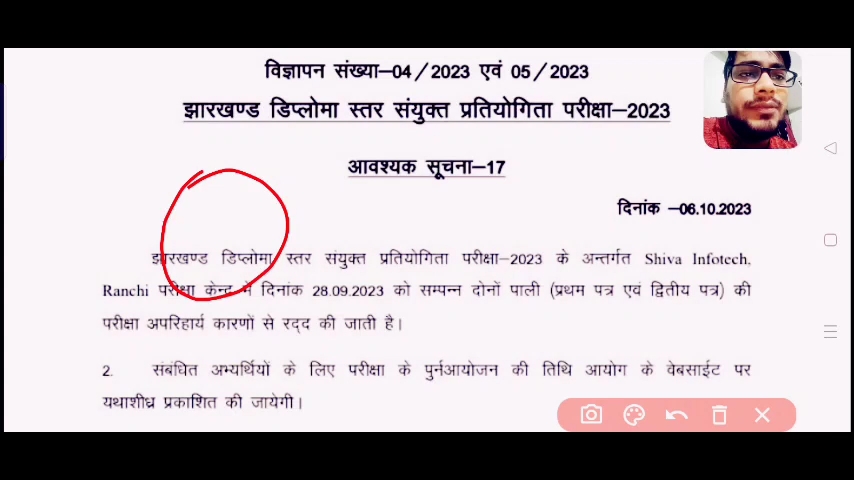 विज्ञापन संख्या–04/2023 एवं 05/2023
झारखण्ड डिप्लोमा स्तर संयुक्त प्रतियोगिता परीक्षा–2023
आवश्यक सूचना–17
दिनांक –06.10.2023
झारखण्ड डिप्लोमा स्तर संयुक्त प्रतियोगिता परीक्षा–2023 के अन्तर्गत Shiva Infotech,
Ranchi परीक्षा केन्द्र में दिनांक 28.09.2023 को सम्पन्न दोनों पाली (प्रथम पत्र एवं द्वितीय पत्र) की
परीक्षा अपरिहार्य कारणों से रद्द की जाती है।
2. संबंधित अभ्यर्थियों के लिए परीक्षा के पुर्नआयोजन की तिथि आयोग के वेबसाईट पर
यथाशीध्र प्रकाशित की जायेगी।